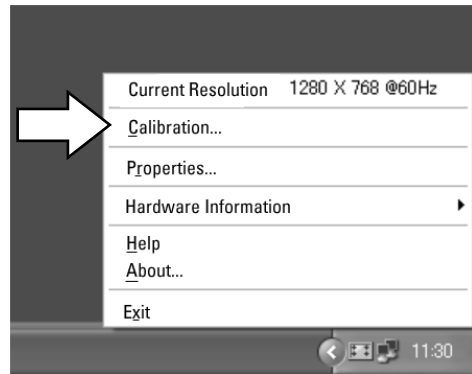 Current Resolution 1280 X 768 @60Hz
Calibration...
Properties...
Hardware Information
Help
About...
Exit
11:30